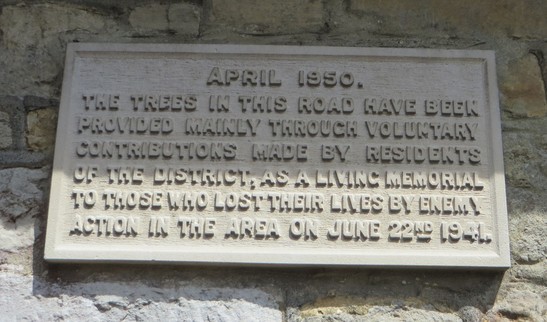 APRIL 1950.
THE TREES IN THIS ROAD HAVE BEEN
PROVIDED MAINLY THROUGH VOLUNTARY
CONTRIBUTIONS MADE BY RESIDENTS
OF THE DISTRICT, AS A LIVING MEMORIAL
TO THOSE WHO LOST THEIR LIVES BY ENEMY
ACTION IN THE AREA ON JUNE 22ND 1941.